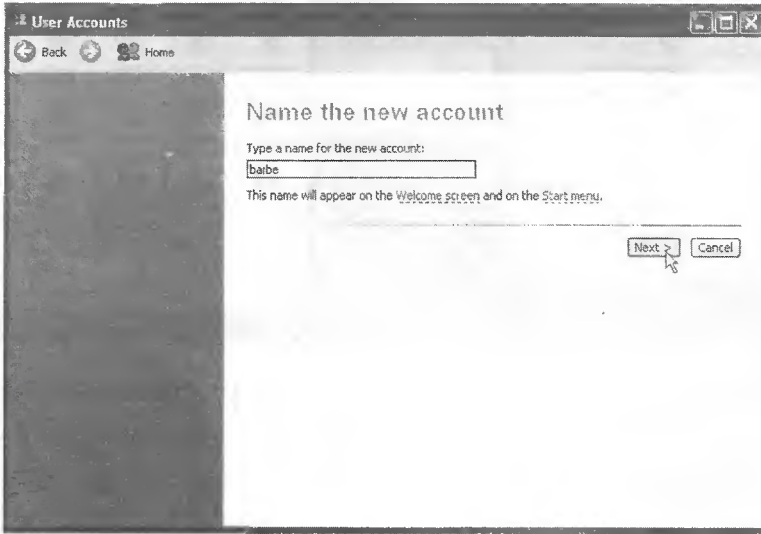 User Accounts
Back Home
Name the new account
Type a name for the new account:
barbe
This name will appear on the Welcome screen and on the Start menu.
Next > Cancel